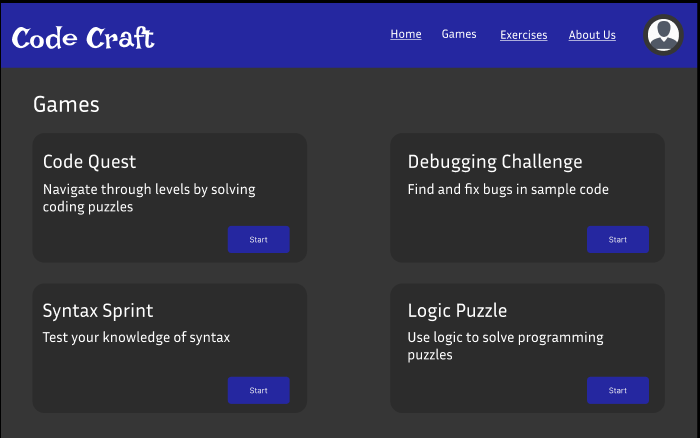 Code Craft
Home Games Exercises About Us
Games
Code Quest
Navigate through levels by solving
coding puzzles
Start
Debugging Challenge
Find and fix bugs in sample code
Start
Syntax Sprint
Test your knowledge of syntax
Start
Logic Puzzle
Use logic to solve programming
puzzles
Start